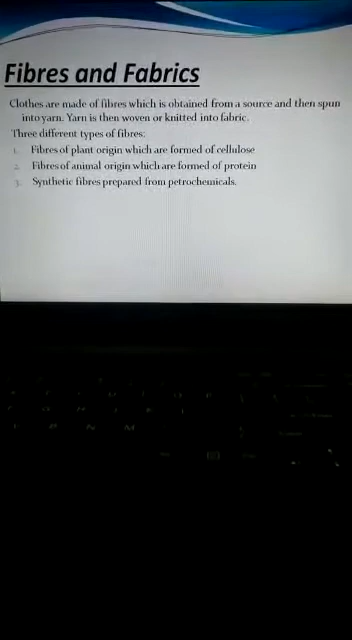 Fibres and Fabrics
Clothes are made of fibres which is obtained from a source and then spun
into yarn. Yarn is then woven or knitted into fabric.
Three different types of fibres:
1. Fibres of plant origin which are formed of cellulose
2. Fibres of animal origin which are formed of protein
3. Synthetic fibres prepared from petrochemicals.